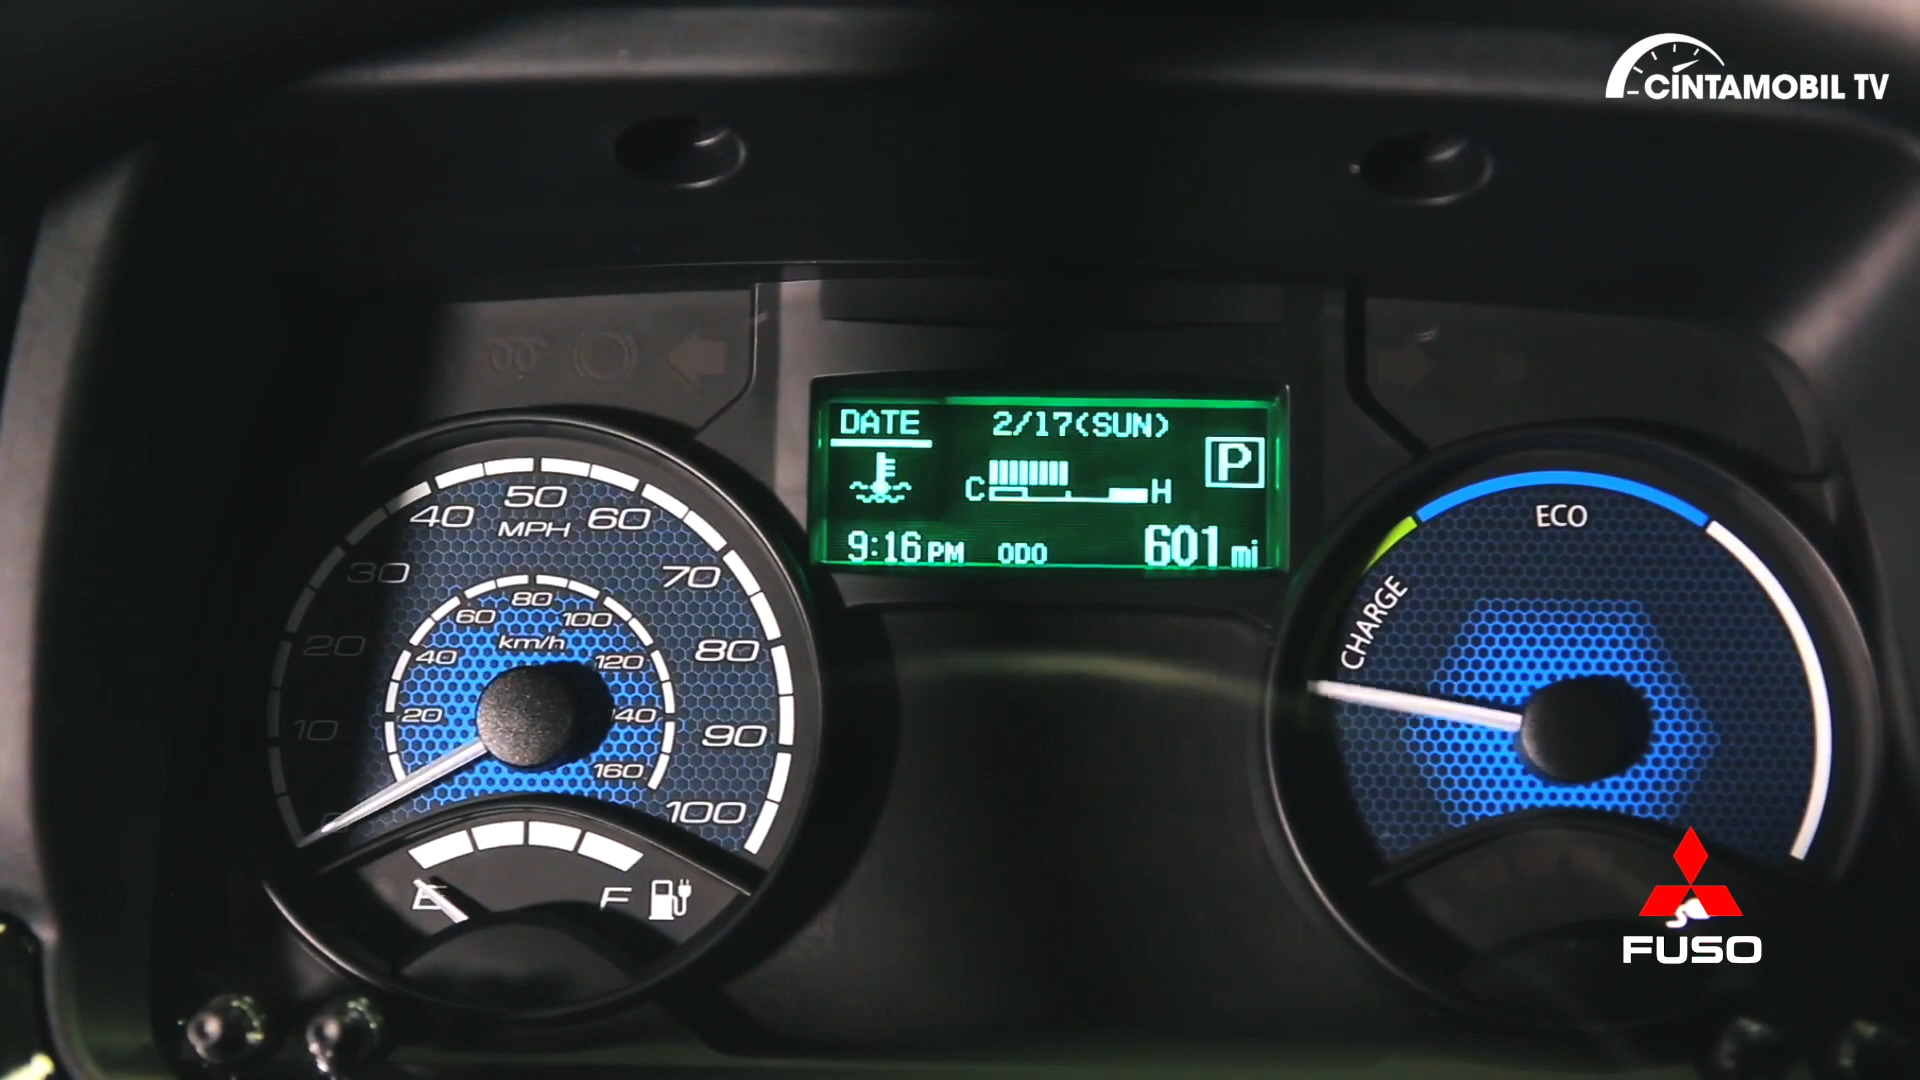 CINTAMOBIL TV
DATE 2/17(SUN)
P
C H
9:16 PM ODO 601 mi
0 10 20 30 40 50 60 70 80 90 100
MPH
20 40 60 80 100 120 140 160
km/h
E F
CHARGE
ECO
FUSO